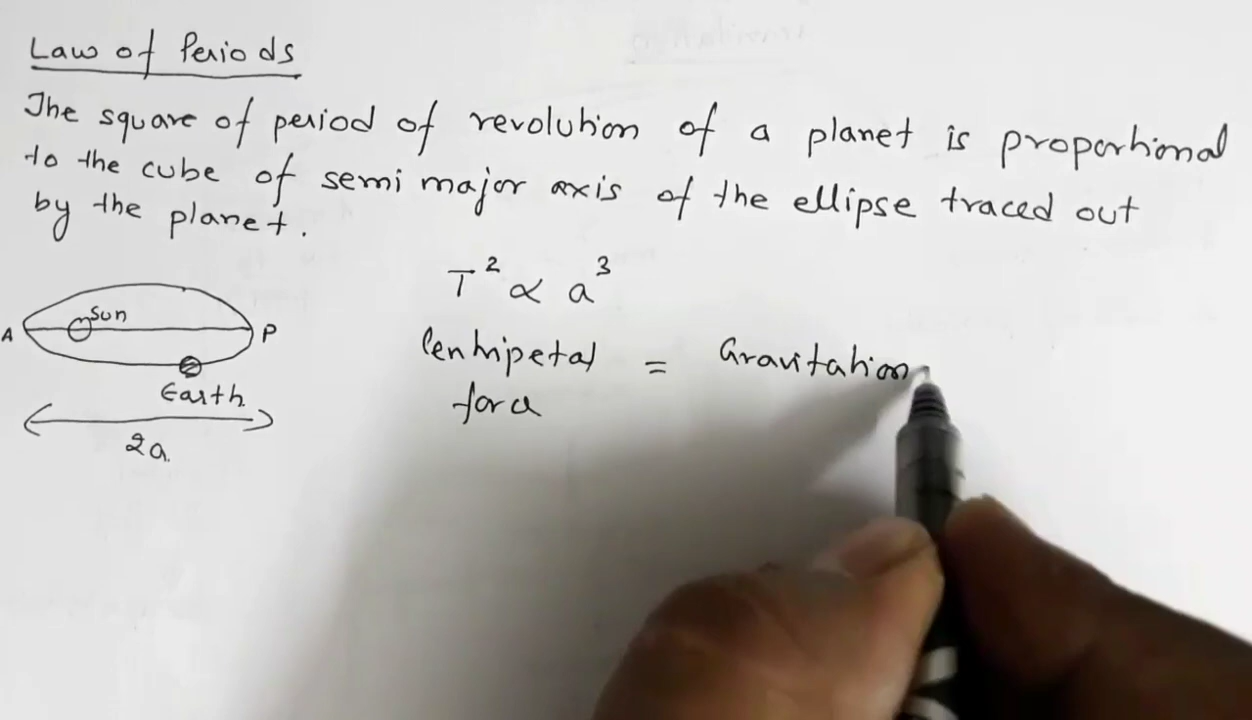 Law of Periods
The square of period of revolution of a planet is proportional
to the cube of semi major axis of the ellipse traced out
by the planet.
T² ∝ a³
Sun
A
P
Earth
2a.
Centripetal = Gravitation
force